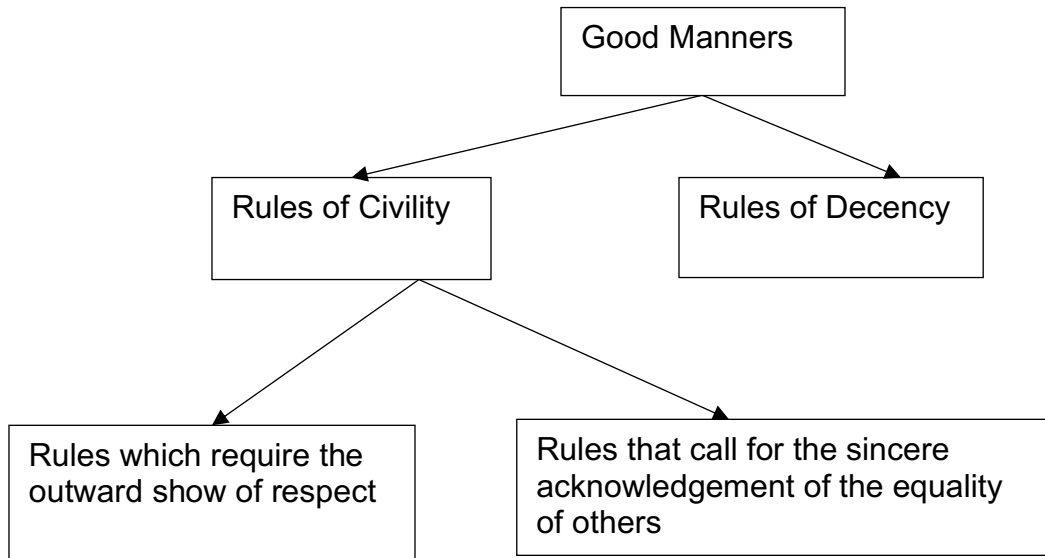 Good Manners
Rules of Civility
Rules of Decency
Rules which require the
outward show of respect
Rules that call for the sincere
acknowledgement of the equality
of others